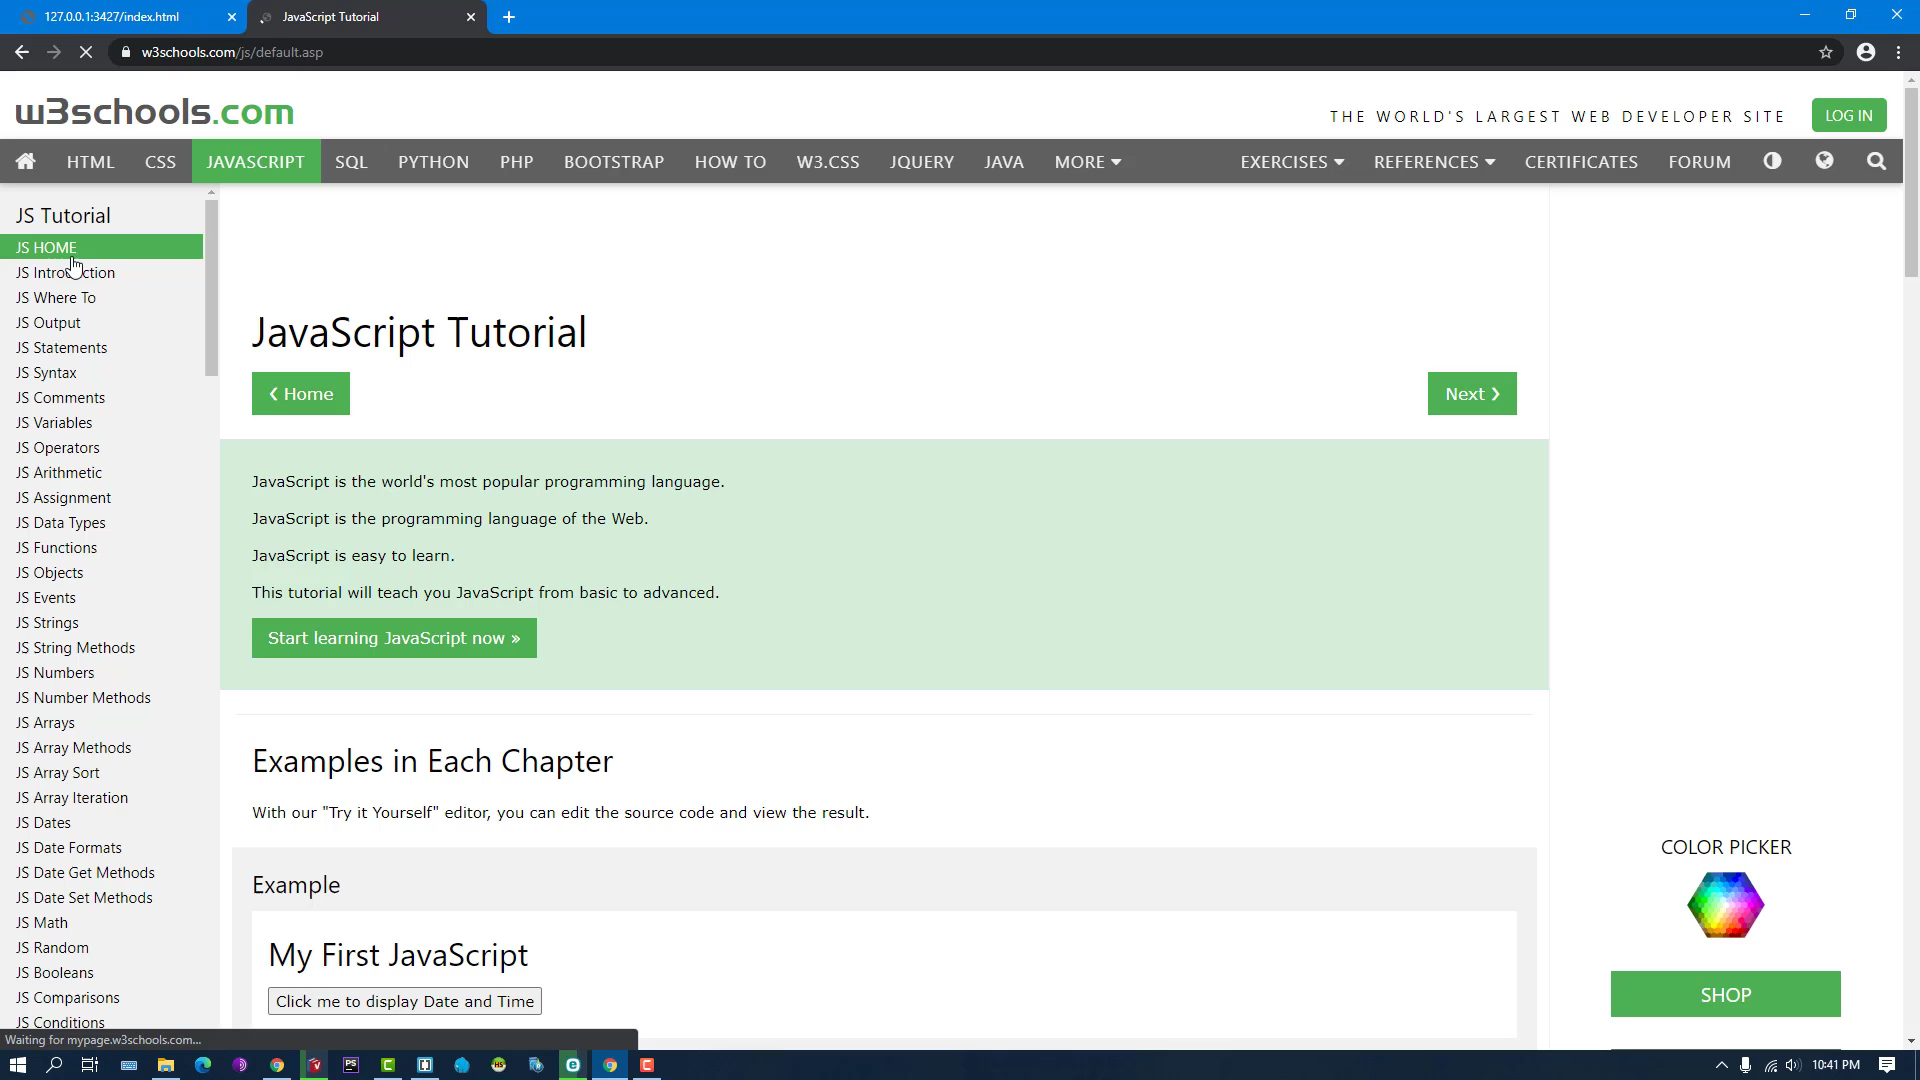 127.0.0.1:3427/index.html
JavaScript Tutorial
w3schools.com/js/default.asp
w3schools.com
THE WORLD'S LARGEST WEB DEVELOPER SITE
LOG IN
HTML CSS JAVASCRIPT SQL PYTHON PHP BOOTSTRAP HOW TO W3.CSS JQUERY JAVA MORE EXERCISES REFERENCES CERTIFICATES FORUM
JS Tutorial
JS HOME
JS Introduction
JS Where To
JS Output
JS Statements
JS Syntax
JS Comments
JS Variables
JS Operators
JS Arithmetic
JS Assignment
JS Data Types
JS Functions
JS Objects
JS Events
JS Strings
JS String Methods
JS Numbers
JS Number Methods
JS Arrays
JS Array Methods
JS Array Sort
JS Array Iteration
JS Dates
JS Date Formats
JS Date Get Methods
JS Date Set Methods
JS Math
JS Random
JS Booleans
JS Comparisons
JS Conditions
JavaScript Tutorial
❮ Home
Next ❯
JavaScript is the world's most popular programming language.
JavaScript is the programming language of the Web.
JavaScript is easy to learn.
This tutorial will teach you JavaScript from basic to advanced.
Start learning JavaScript now »
Examples in Each Chapter
With our "Try it Yourself" editor, you can edit the source code and view the result.
Example
My First JavaScript
Click me to display Date and Time
COLOR PICKER
SHOP
Waiting for mypage.w3schools.com...
PS
HS
10:41 PM